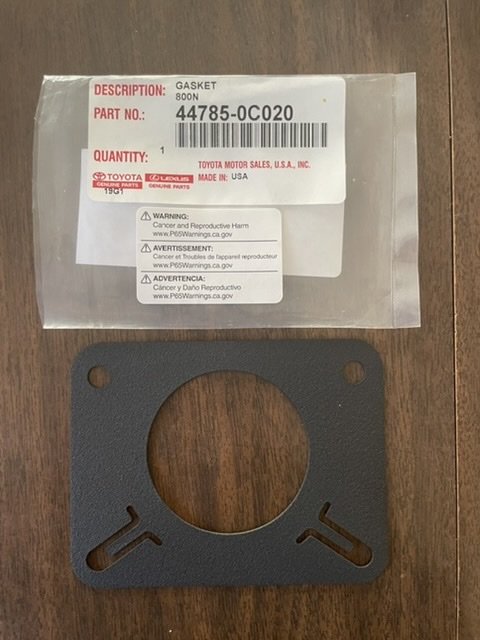 DESCRIPTION: GASKET
800N
PART NO.: 44785-0C020
QUANTITY: 1
TOYOTA MOTOR SALES, U.S.A., INC.
TOYOTA LEXUS MADE IN: USA
GENUINE PARTS GENUINE PARTS
19G1
WARNING:
Cancer and Reproductive Harm
www.P65Warnings.ca.gov
AVERTISSEMENT:
Cancer et Troubles de l'appareil reproducteur
www.P65Warnings.ca.gov
ADVERTENCIA:
Cáncer y Daño Reproductivo
www.P65Warnings.ca.gov